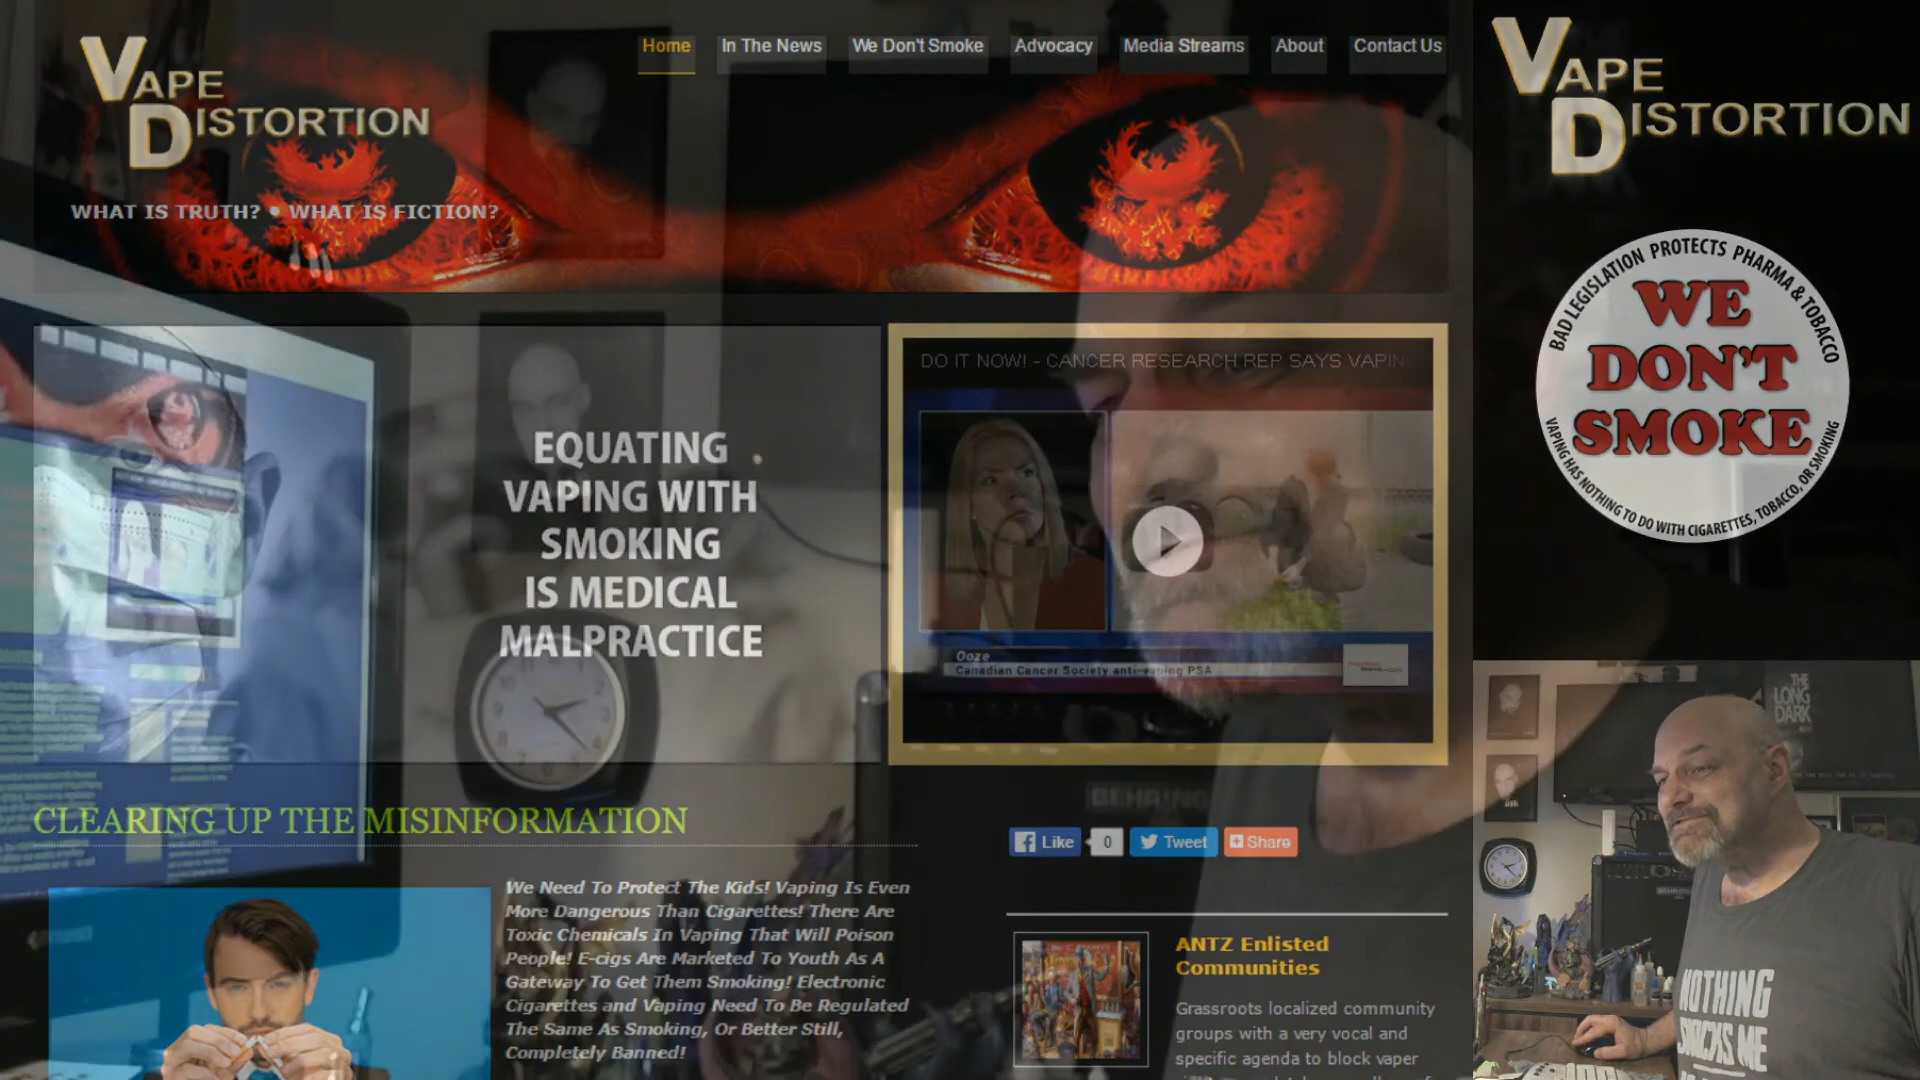 Home
In The News
We Don't Smoke
Advocacy
Media Streams
About
Contact Us
VAPE
DISTORTION
WHAT IS TRUTH? • WHAT IS FICTION?
VAPE
DISTORTION
BAD LEGISLATION PROTECTS PHARMA & TOBACCO
WE
DON'T
SMOKE
VAPING HAS NOTHING TO DO WITH CIGARETTES, TOBACCO, OR SMOKING
EQUATING
VAPING WITH
SMOKING
IS MEDICAL
MALPRACTICE
DO IT NOW! - CANCER RESEARCH REP SAYS VAPIN
Ooze
Canadian Cancer Society anti-vaping PSA
BEHRING
CLEARING UP THE MISINFORMATION
Like
0
Tweet
Share
We Need To Protect The Kids! Vaping Is Even
More Dangerous Than Cigarettes! There Are
Toxic Chemicals In Vaping That Will Poison
People! E-cigs Are Marketed To Youth As A
Gateway To Get Them Smoking! Electronic
Cigarettes and Vaping Need To Be Regulated
The Same As Smoking, Or Better Still,
Completely Banned!
ANTZ Enlisted
Communities
Grassroots localized community
groups with a very vocal and
specific agenda to block vaper
THE
LONG
DARK
NOTHING
SHOCKS ME